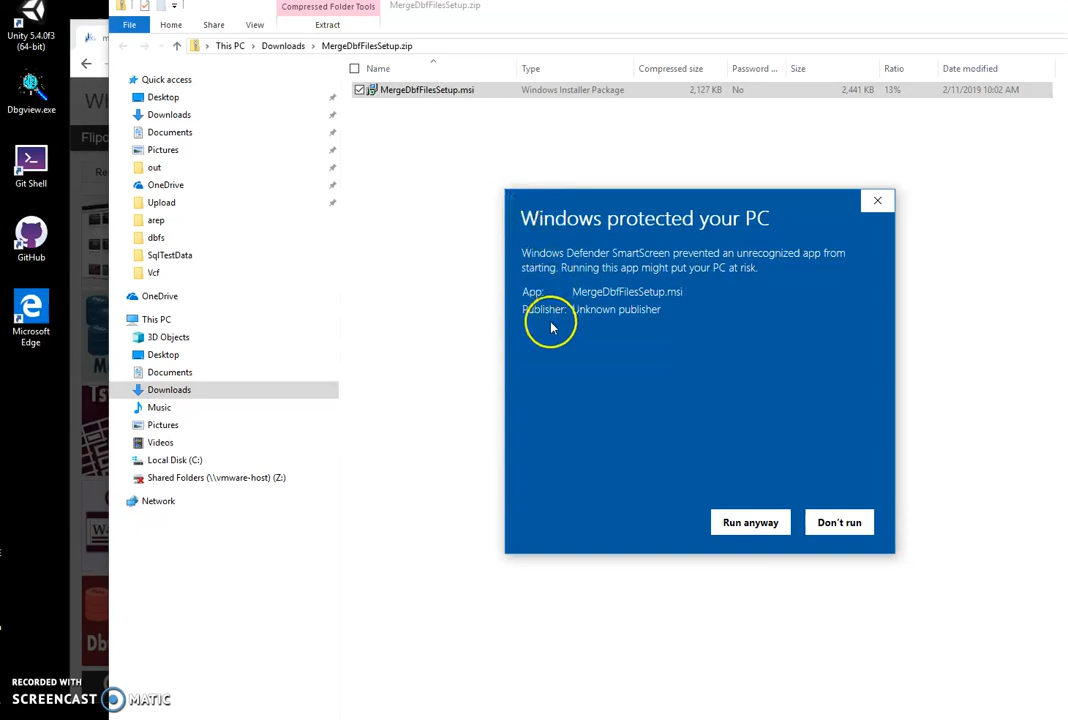 Unity 5.4.0f3
(64-bit)
Dbgview.exe
Git Shell
GitHub
Microsoft
Edge
Compressed Folder Tools
MergeDbfFilesSetup.zip
File
Home
Share
View
Extract
This PC > Downloads > MergeDbfFilesSetup.zip
Name
Type
Compressed size
Password ...
Size
Ratio
Date modified
MergeDbfFilesSetup.msi
Windows Installer Package
2,127 KB
No
2,441 KB
13%
2/11/2019 10:02 AM
Quick access
Desktop
Downloads
Documents
Pictures
out
OneDrive
Upload
arep
dbfs
SqlTestData
Vcf
OneDrive
This PC
3D Objects
Desktop
Documents
Downloads
Music
Pictures
Videos
Local Disk (C:)
Shared Folders (\\vmware-host) (Z:)
Network
Windows protected your PC
Windows Defender SmartScreen prevented an unrecognized app from
starting. Running this app might put your PC at risk.
App: MergeDbfFilesSetup.msi
Publisher: Unknown publisher
Run anyway
Don't run
Flipc
Re
Db
RECORDED WITH
SCREENCAST MATIC